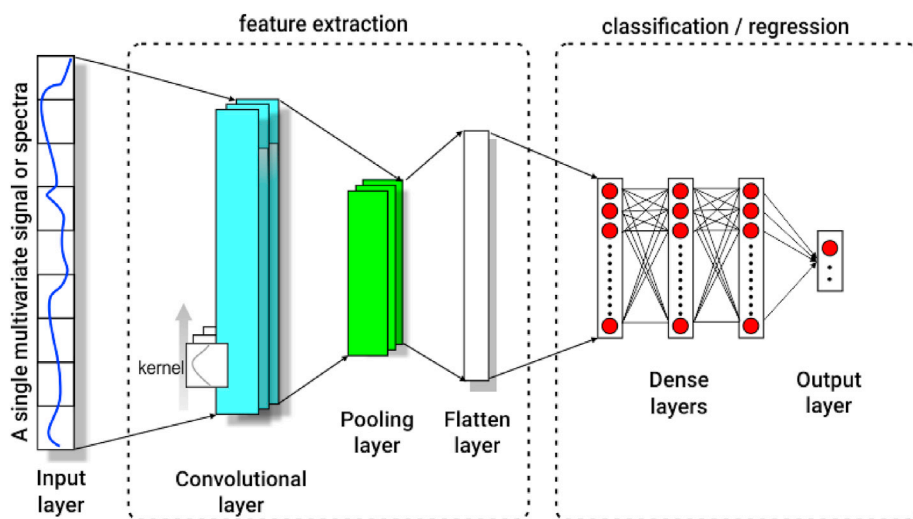 feature extraction
classification / regression
A single multivariate signal or spectra
kernel
Input
layer
Convolutional
layer
Pooling
layer
Flatten
layer
Dense
layers
Output
layer